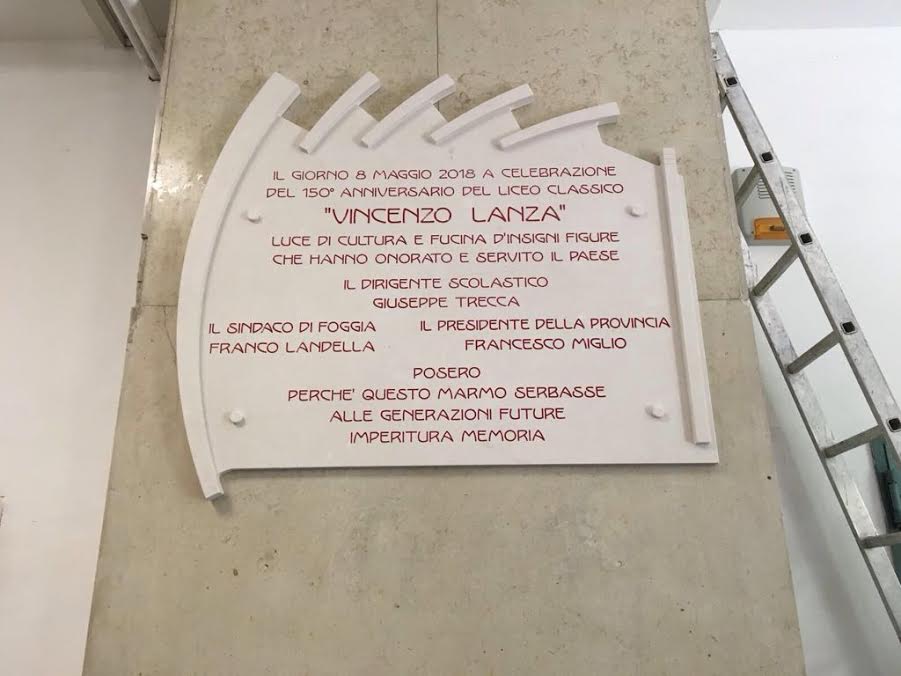 IL GIORNO 8 MAGGIO 2018 A CELEBRAZIONE
DEL 150° ANNIVERSARIO DEL LICEO CLASSICO
"VINCENZO LANZA"
LUCE DI CULTURA E FUCINA D'INSIGNI FIGURE
CHE HANNO ONORATO E SERVITO IL PAESE
IL DIRIGENTE SCOLASTICO
GIUSEPPE TRECCA
IL SINDACO DI FOGGIA
FRANCO LANDELLA
IL PRESIDENTE DELLA PROVINCIA
FRANCESCO MIGLIO
POSERO
PERCHE' QUESTO MARMO SERBASSE
ALLE GENERAZIONI FUTURE
IMPERITURA MEMORIA